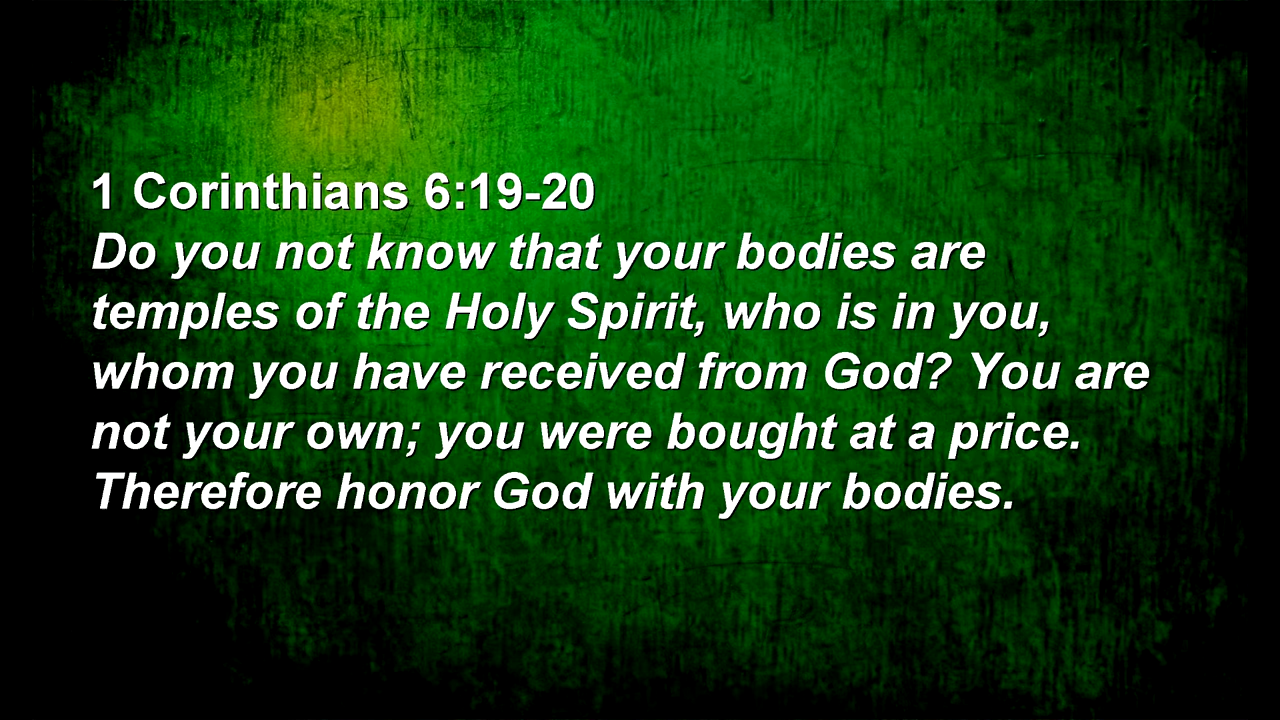 1 Corinthians 6:19-20
Do you not know that your bodies are
temples of the Holy Spirit, who is in you,
whom you have received from God? You are
not your own; you were bought at a price.
Therefore honor God with your bodies.